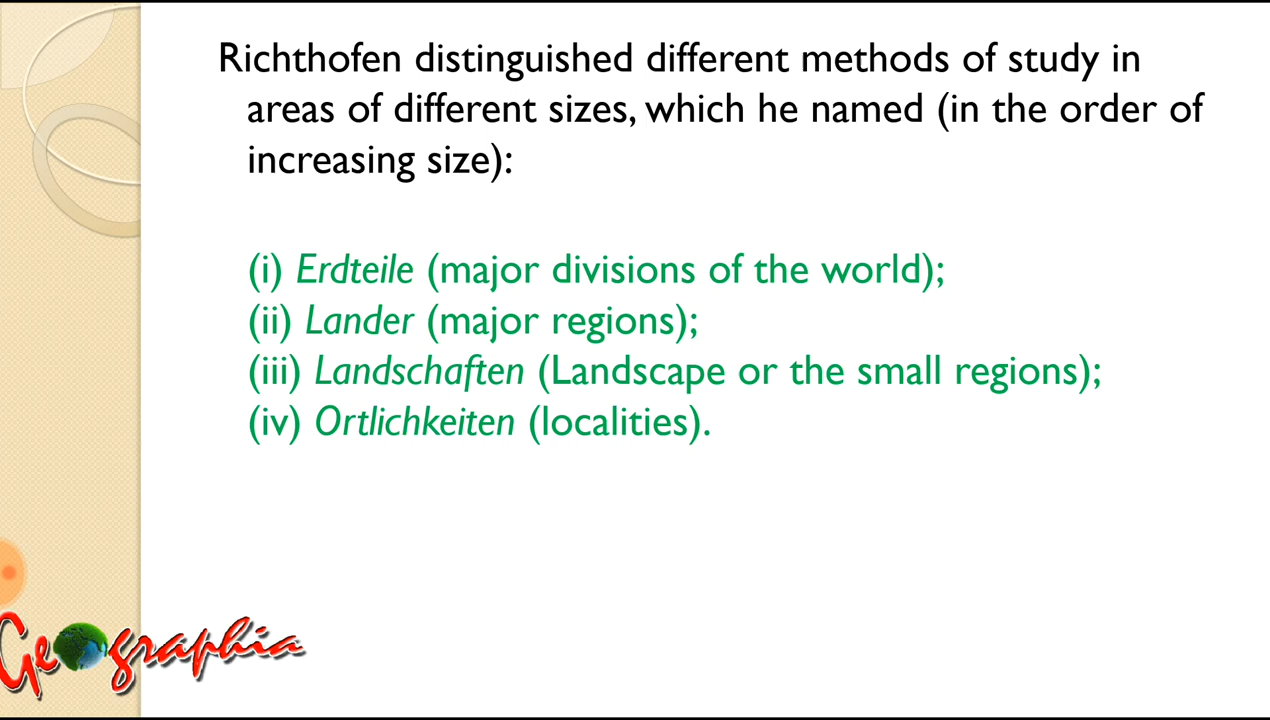 Richthofen distinguished different methods of study in
areas of different sizes, which he named (in the order of
increasing size):
(i) Erdteile (major divisions of the world);
(ii) Lander (major regions);
(iii) Landschaften (Landscape or the small regions);
(iv) Ortlichkeiten (localities).
Geographia